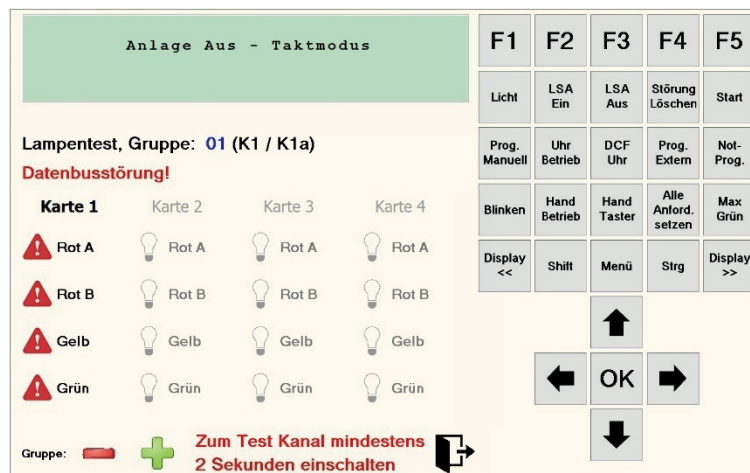 Anlage Aus - Taktmodus
Lampentest, Gruppe: 01 (K1 / K1a)
Datenbusstörung!
Karte 1 Karte 2 Karte 3 Karte 4
Rot A Rot A Rot A Rot A
Rot B Rot B Rot B Rot B
Gelb Gelb Gelb Gelb
Grün Grün Grün Grün
Gruppe:
Zum Test Kanal mindestens
2 Sekunden einschalten
F1 F2 F3 F4 F5
Licht
LSA
Ein
LSA
Aus
Störung
Löschen
Start
Prog.
Manuell
Uhr
Betrieb
DCF
Uhr
Prog.
Extern
Not-
Prog.
Blinken
Hand
Betrieb
Hand
Taster
Alle
Anford.
setzen
Max
Grün
Display
<<
Shift
Menü
Strg
Display
>>
OK